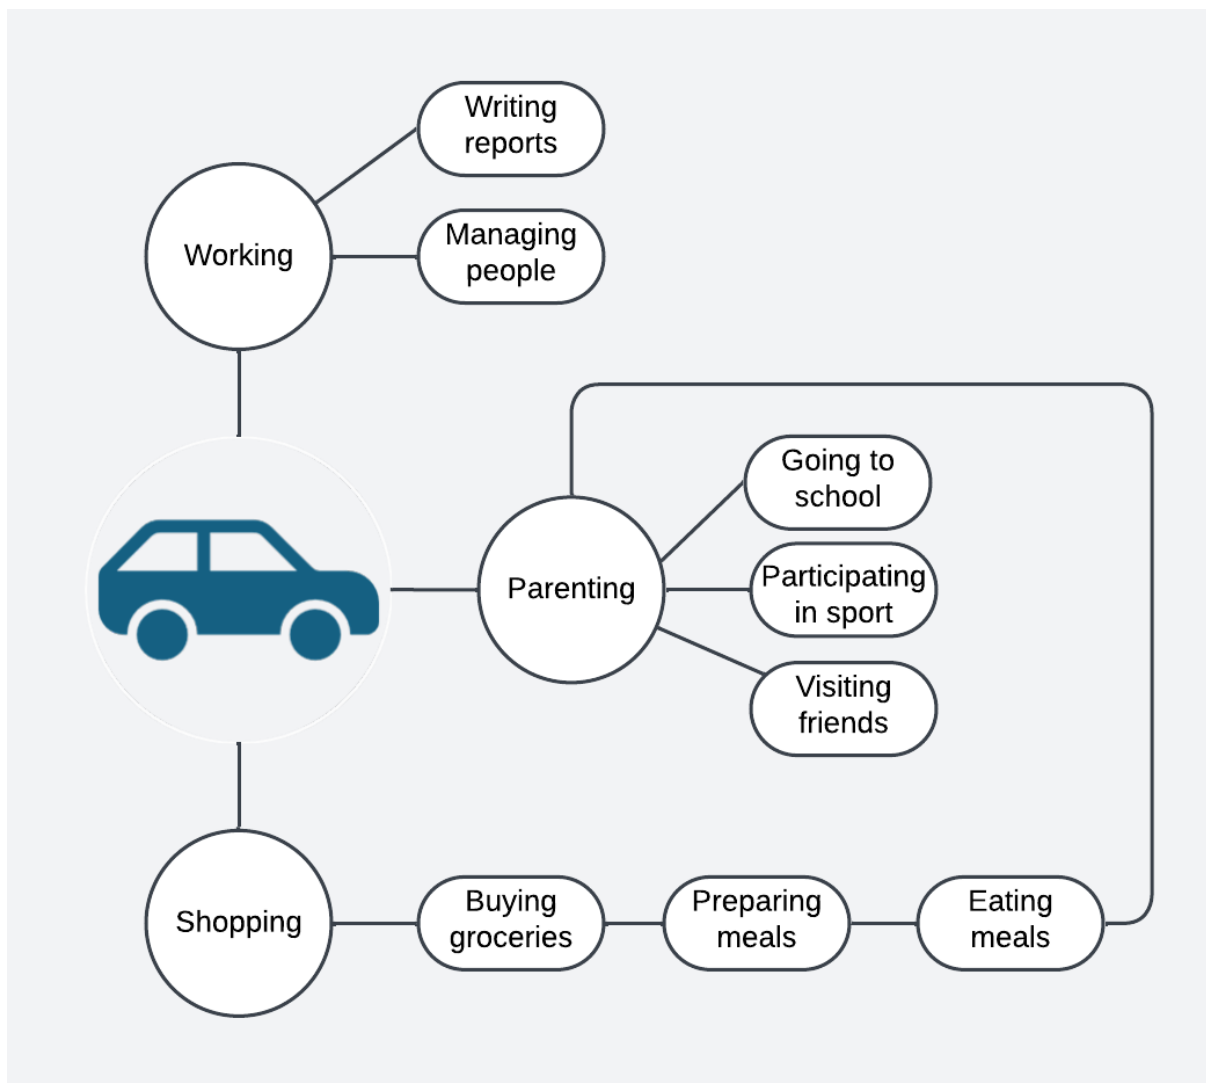 Writing
reports
Working
Managing
people
Going to
school
Parenting
Participating
in sport
Visiting
friends
Shopping
Buying
groceries
Preparing
meals
Eating
meals